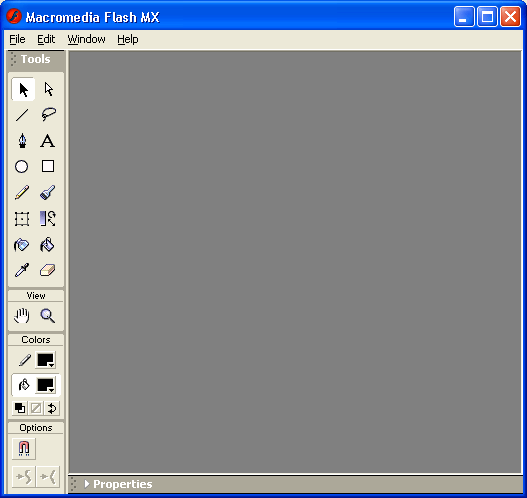 Macromedia Flash MX
File Edit Window Help
Tools
A
View
Colors
Options
Properties